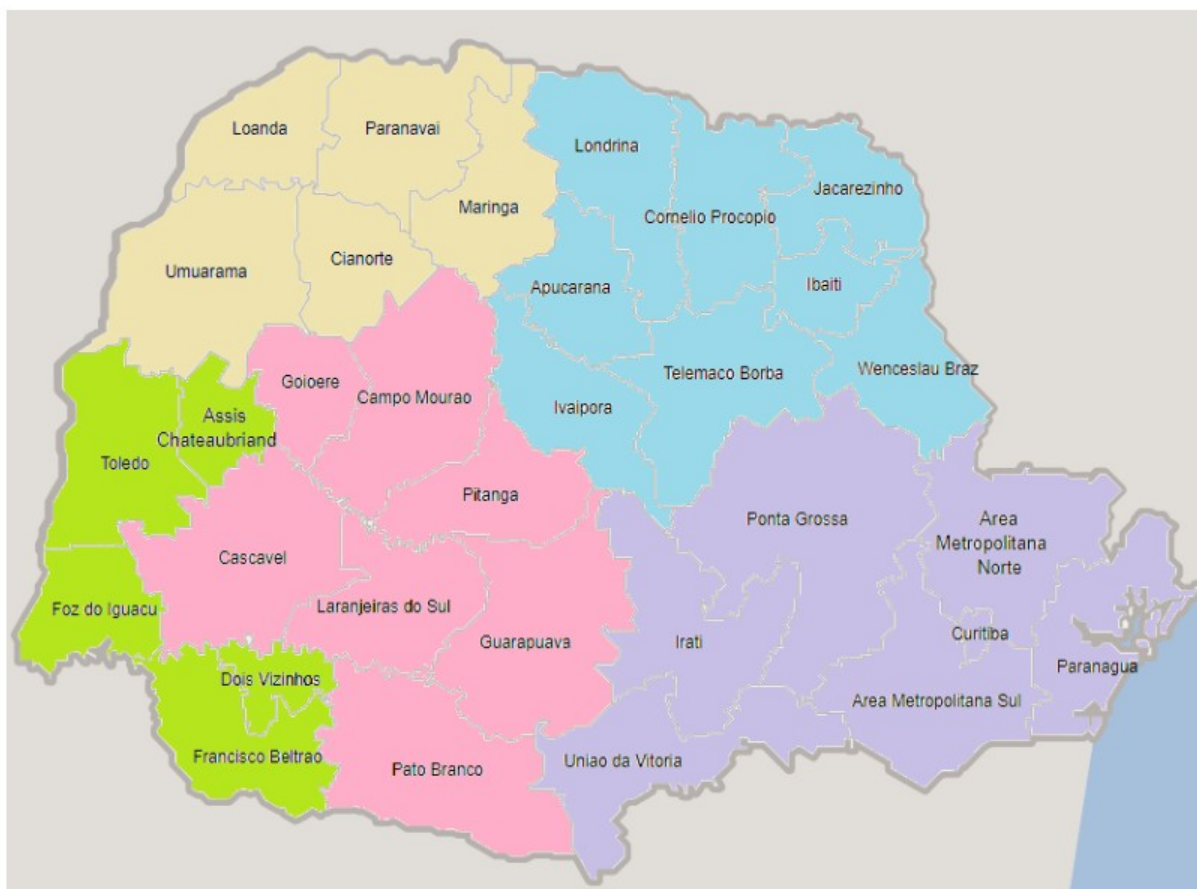 Loanda
Paranavai
Londrina
Jacarezinho
Maringa
Cornelio Procopio
Umuarama
Cianorte
Apucarana
Ibaiti
Goioere
Campo Mourao
Telemaco Borba
Wenceslau Braz
Assis
Chateaubriand
Ivaipora
Toledo
Pitanga
Ponta Grossa
Area
Metropolitana
Norte
Cascavel
Foz do Iguacu
Laranjeiras do Sul
Guarapuava
Irati
Curitiba
Paranagua
Dois Vizinhos
Area Metropolitana Sul
Francisco Beltrao
Pato Branco
Uniao da Vitoria